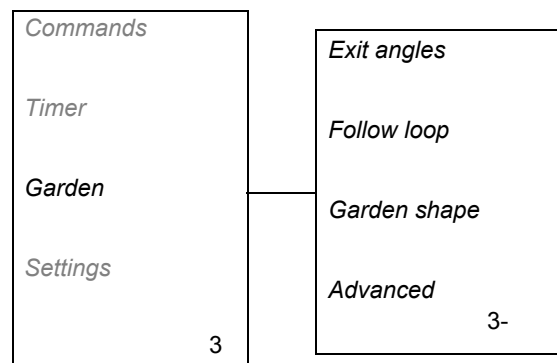 Commands
Timer
Garden
Settings
3
Exit angles
Follow loop
Garden shape
Advanced
3-